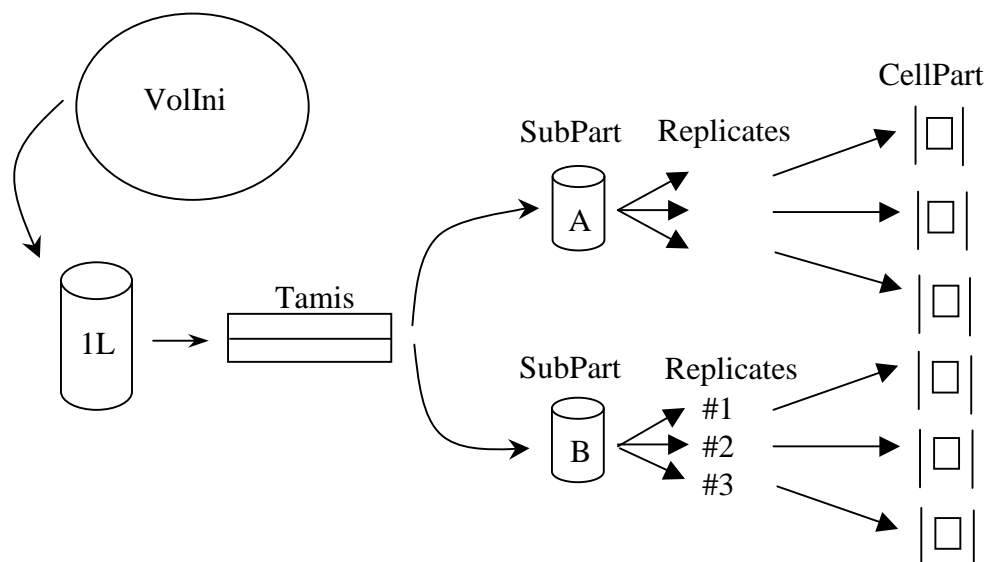 VolIni
CellPart
SubPart
Replicates
A
Tamis
1L
SubPart
Replicates
#1
B
#2
#3